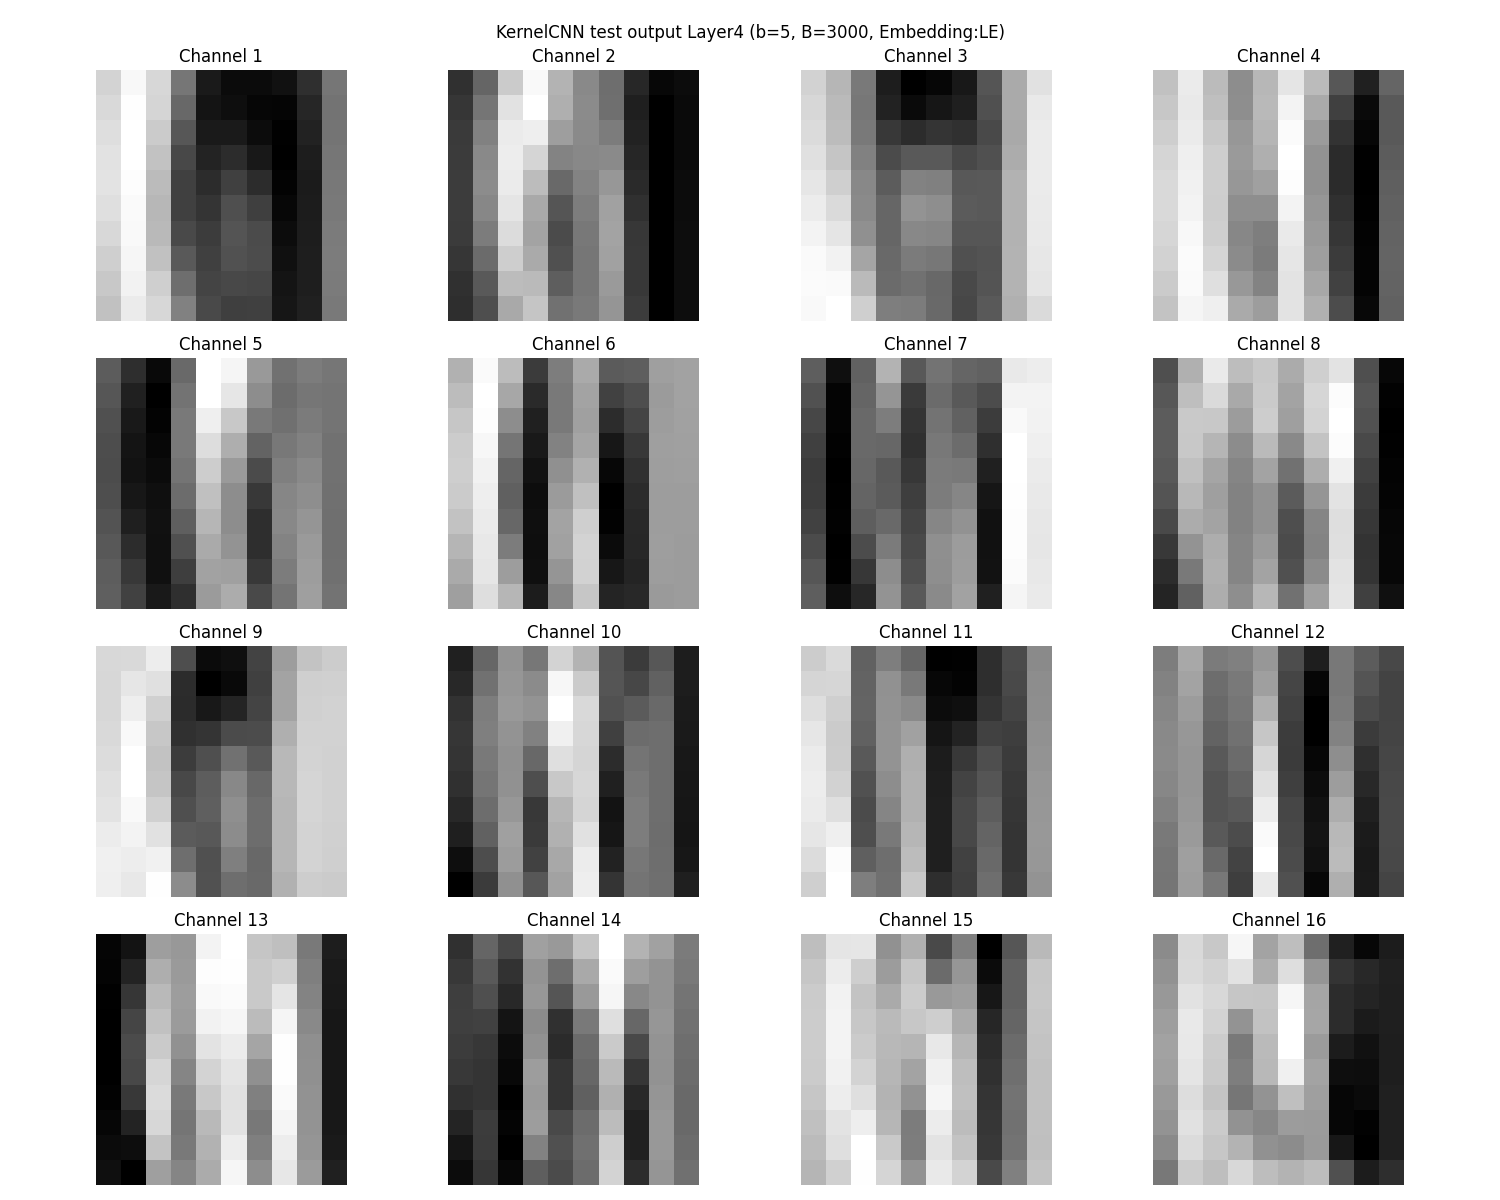 KernelCNN test output Layer4 (b=5, B=3000, Embedding:LE)
Channel 1
Channel 2
Channel 3
Channel 4
Channel 5
Channel 6
Channel 7
Channel 8
Channel 9
Channel 10
Channel 11
Channel 12
Channel 13
Channel 14
Channel 15
Channel 16